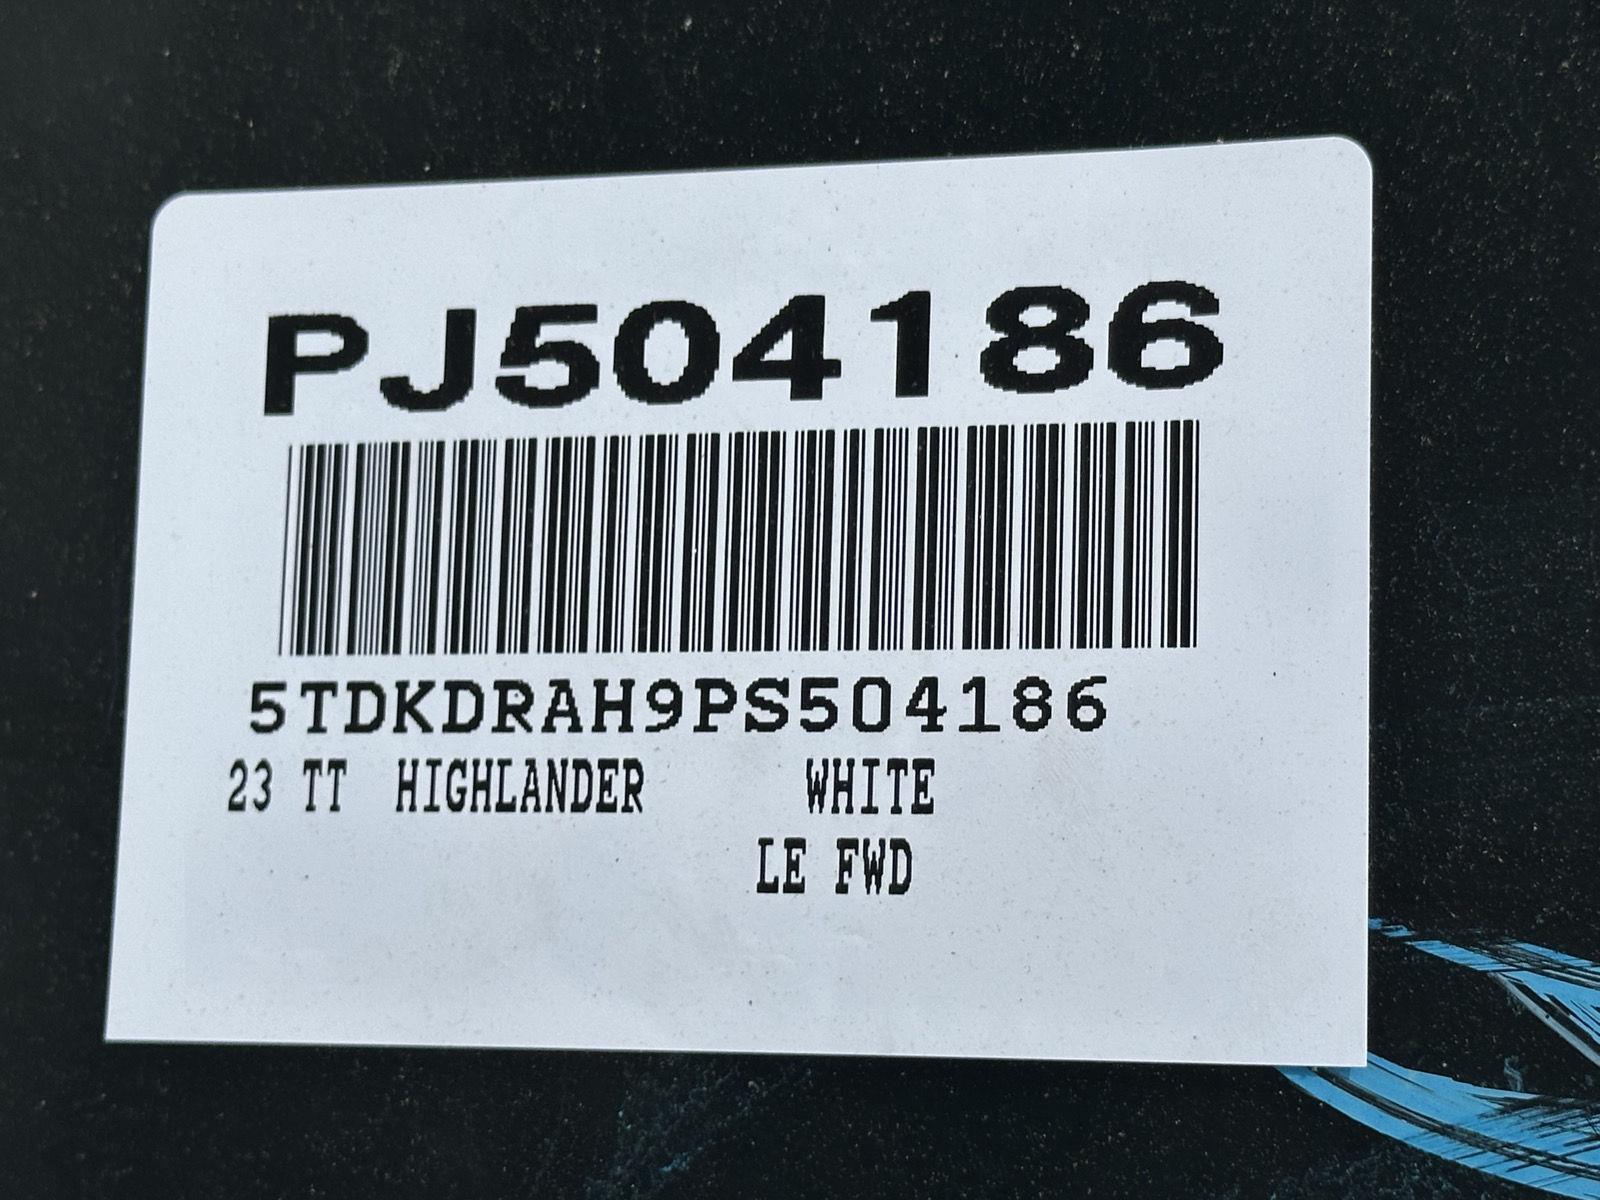 PJ504186
5TDKDRAH9PS504186
23 TT HIGHLANDER WHITE
LE FWD